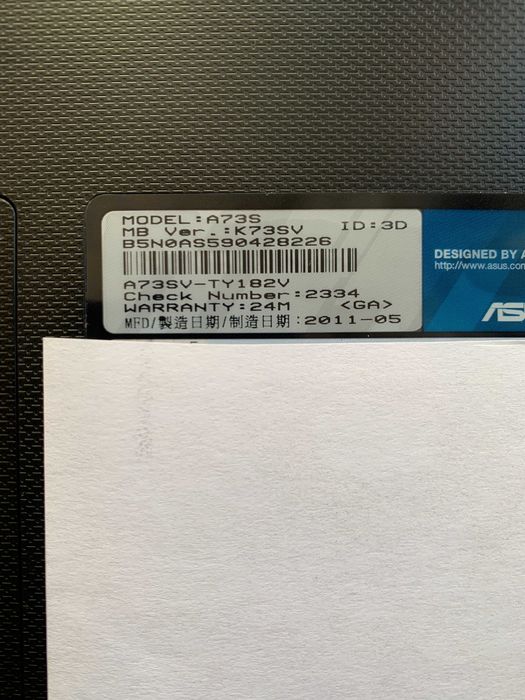 MODEL:A73S
MB Ver.:K73SV ID:3D
B5N0AS590428226
A73SV-TY182V
Check Number:2334
WARRANTY:24M <GA>
MFD/製造日期/制造日期:2011-05
DESIGNED BY
http://www.asus.com